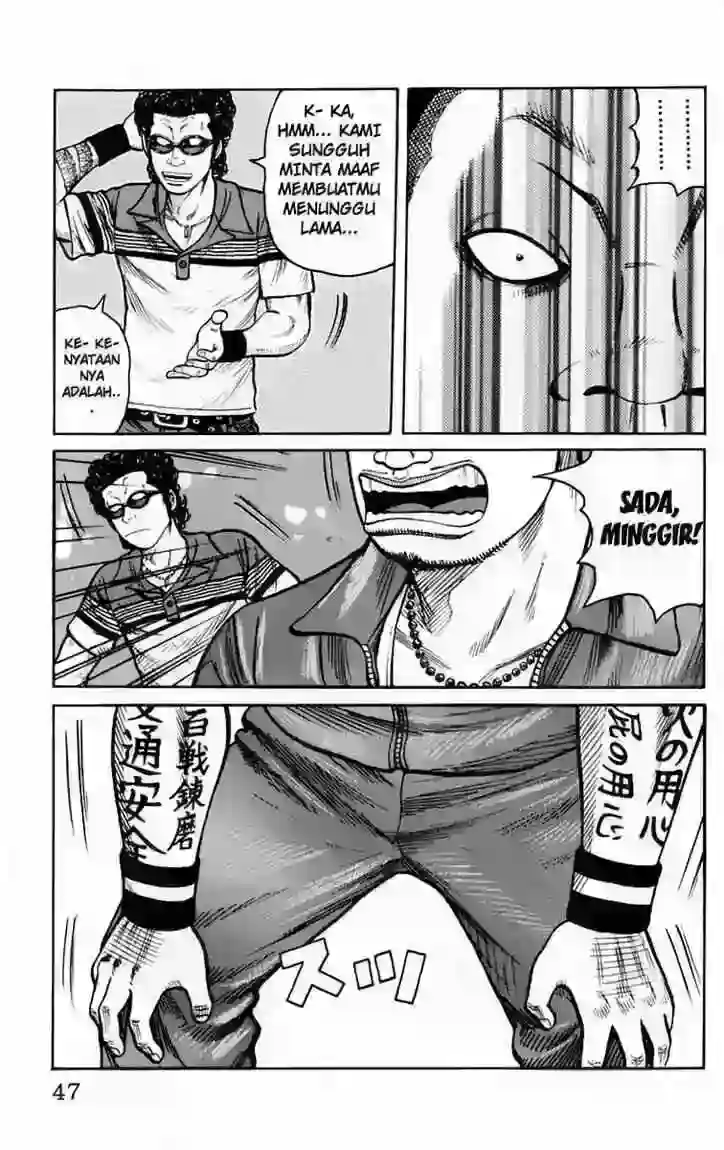 ............
K- KA,
HMM... KAMI
SUNGGUH
MINTA MAAF
MEMBUATMU
MENUNGGU
LAMA...
KE- KE-
NYATAAN
NYA
ADALAH..
.
SADA,
MINGGIR!
火の用心
屁の用心
百戦錬磨
交通安全
スッ
47